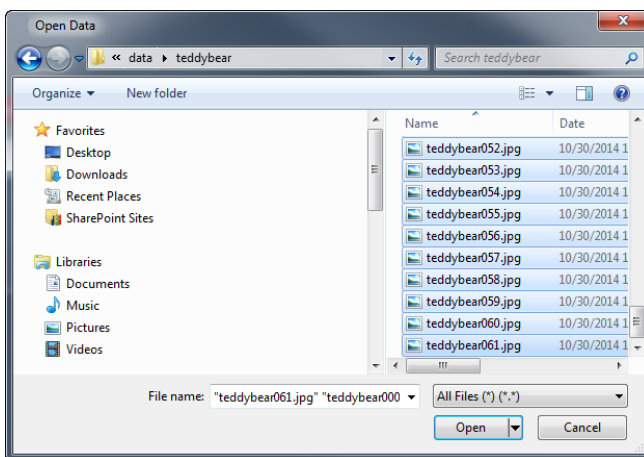 Open Data
« data ▸ teddybear
Search teddybear
Organize
New folder
Favorites
Desktop
Downloads
Recent Places
SharePoint Sites
Libraries
Documents
Music
Pictures
Videos
Name Date
teddybear052.jpg 10/30/2014 1
teddybear053.jpg 10/30/2014 1
teddybear054.jpg 10/30/2014 1
teddybear055.jpg 10/30/2014 1
teddybear056.jpg 10/30/2014 1
teddybear057.jpg 10/30/2014 1
teddybear058.jpg 10/30/2014 1
teddybear059.jpg 10/30/2014 1
teddybear060.jpg 10/30/2014 1
teddybear061.jpg 10/30/2014 1
File name: "teddybear061.jpg" "teddybear000
All Files (*) (*.*)
Open Cancel